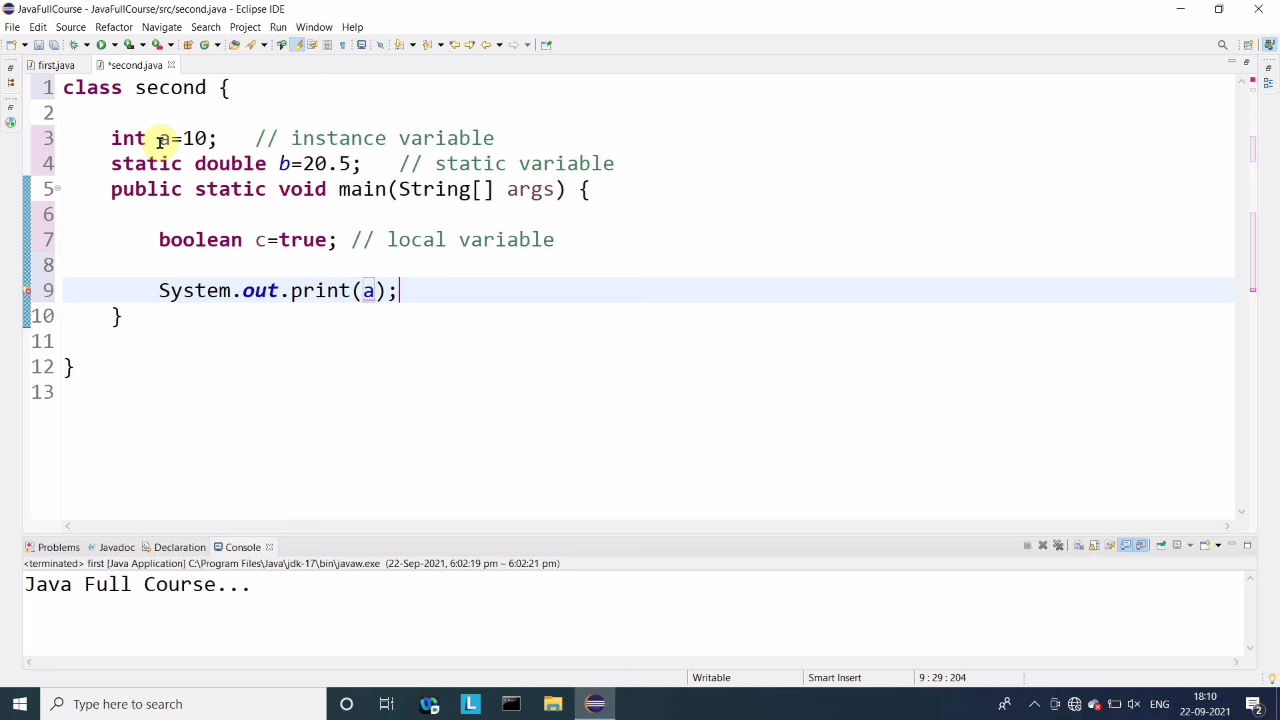 JavaFullCourse - JavaFullCourse/src/second.java - Eclipse IDE
File Edit Source Refactor Navigate Search Project Run Window Help
first.java *second.java
1 class second {
2
3 int a=10; // instance variable
4 static double b=20.5; // static variable
5 public static void main(String[] args) {
6
7 boolean c=true; // local variable
8
9 System.out.print(a);
10 }
11
12 }
13
Problems Javadoc Declaration Console
<terminated> first [Java Application] C:\Program Files\Java\jdk-17\bin\javaw.exe (22-Sep-2021, 6:02:19 pm – 6:02:21 pm)
Java Full Course...
Writable Smart Insert 9 : 29 : 204
Type here to search
L
ENG
18:10
22-09-2021
2